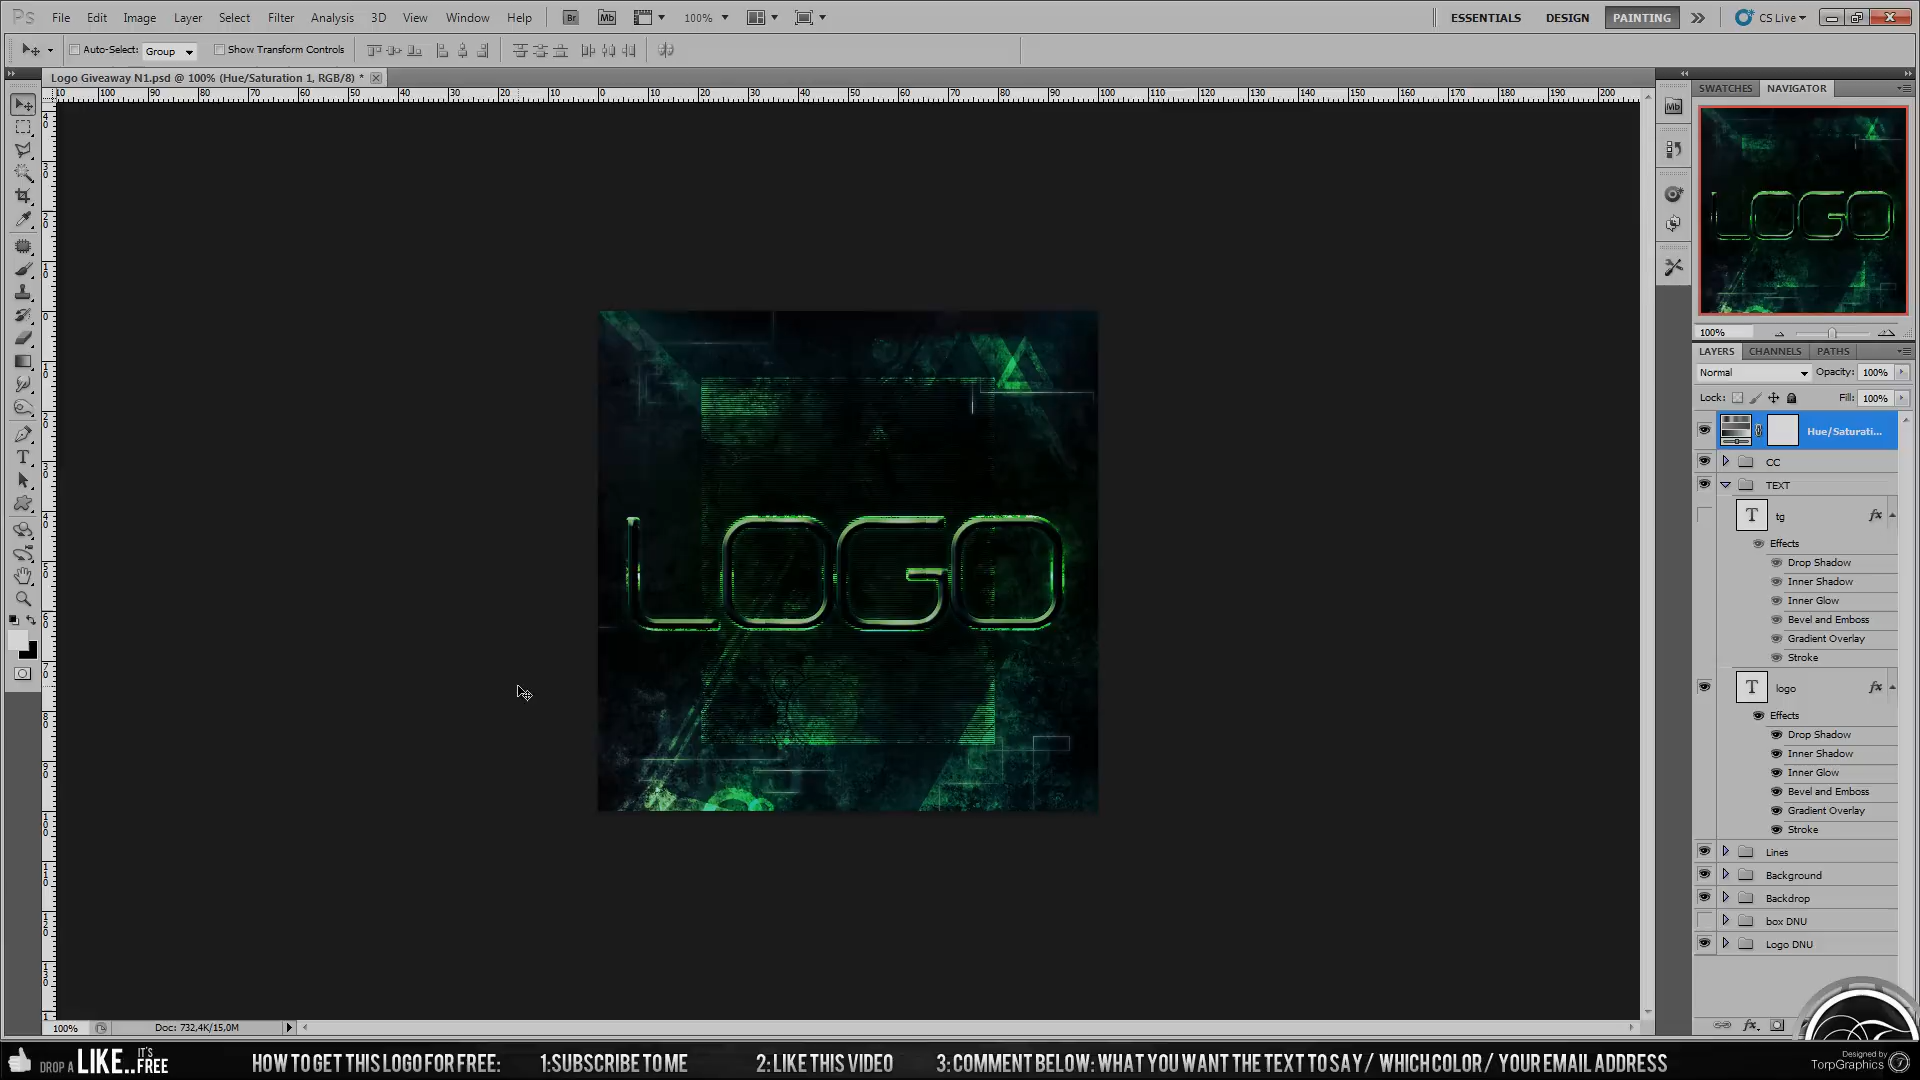 Ps File Edit Image Layer Select Filter Analysis 3D View Window Help Br Mb 100% ESSENTIALS DESIGN PAINTING CS Live
Auto-Select: Group Show Transform Controls
Logo Giveaway N1.psd @ 100% (Hue/Saturation 1, RGB/8) *
SWATCHES NAVIGATOR
Mb
LOGO
100%
LAYERS CHANNELS PATHS
Normal Opacity: 100%
Lock: Fill: 100%
Hue/Saturati...
CC
TEXT
T tg fx
Effects
Drop Shadow
Inner Shadow
Inner Glow
Bevel and Emboss
Gradient Overlay
Stroke
T logo fx
Effects
Drop Shadow
Inner Shadow
Inner Glow
Bevel and Emboss
Gradient Overlay
Stroke
Lines
Background
Backdrop
box DNU
Logo DNU
LOGO
100% Doc: 732,4K/15,0M
DROP A LIKE.. IT'S FREE
HOW TO GET THIS LOGO FOR FREE: 1:SUBSCRIBE TO ME 2: LIKE THIS VIDEO 3: COMMENT BELOW: WHAT YOU WANT THE TEXT TO SAY / WHICH COLOR / YOUR EMAIL ADDRESS
Designed by
TorpGraphics